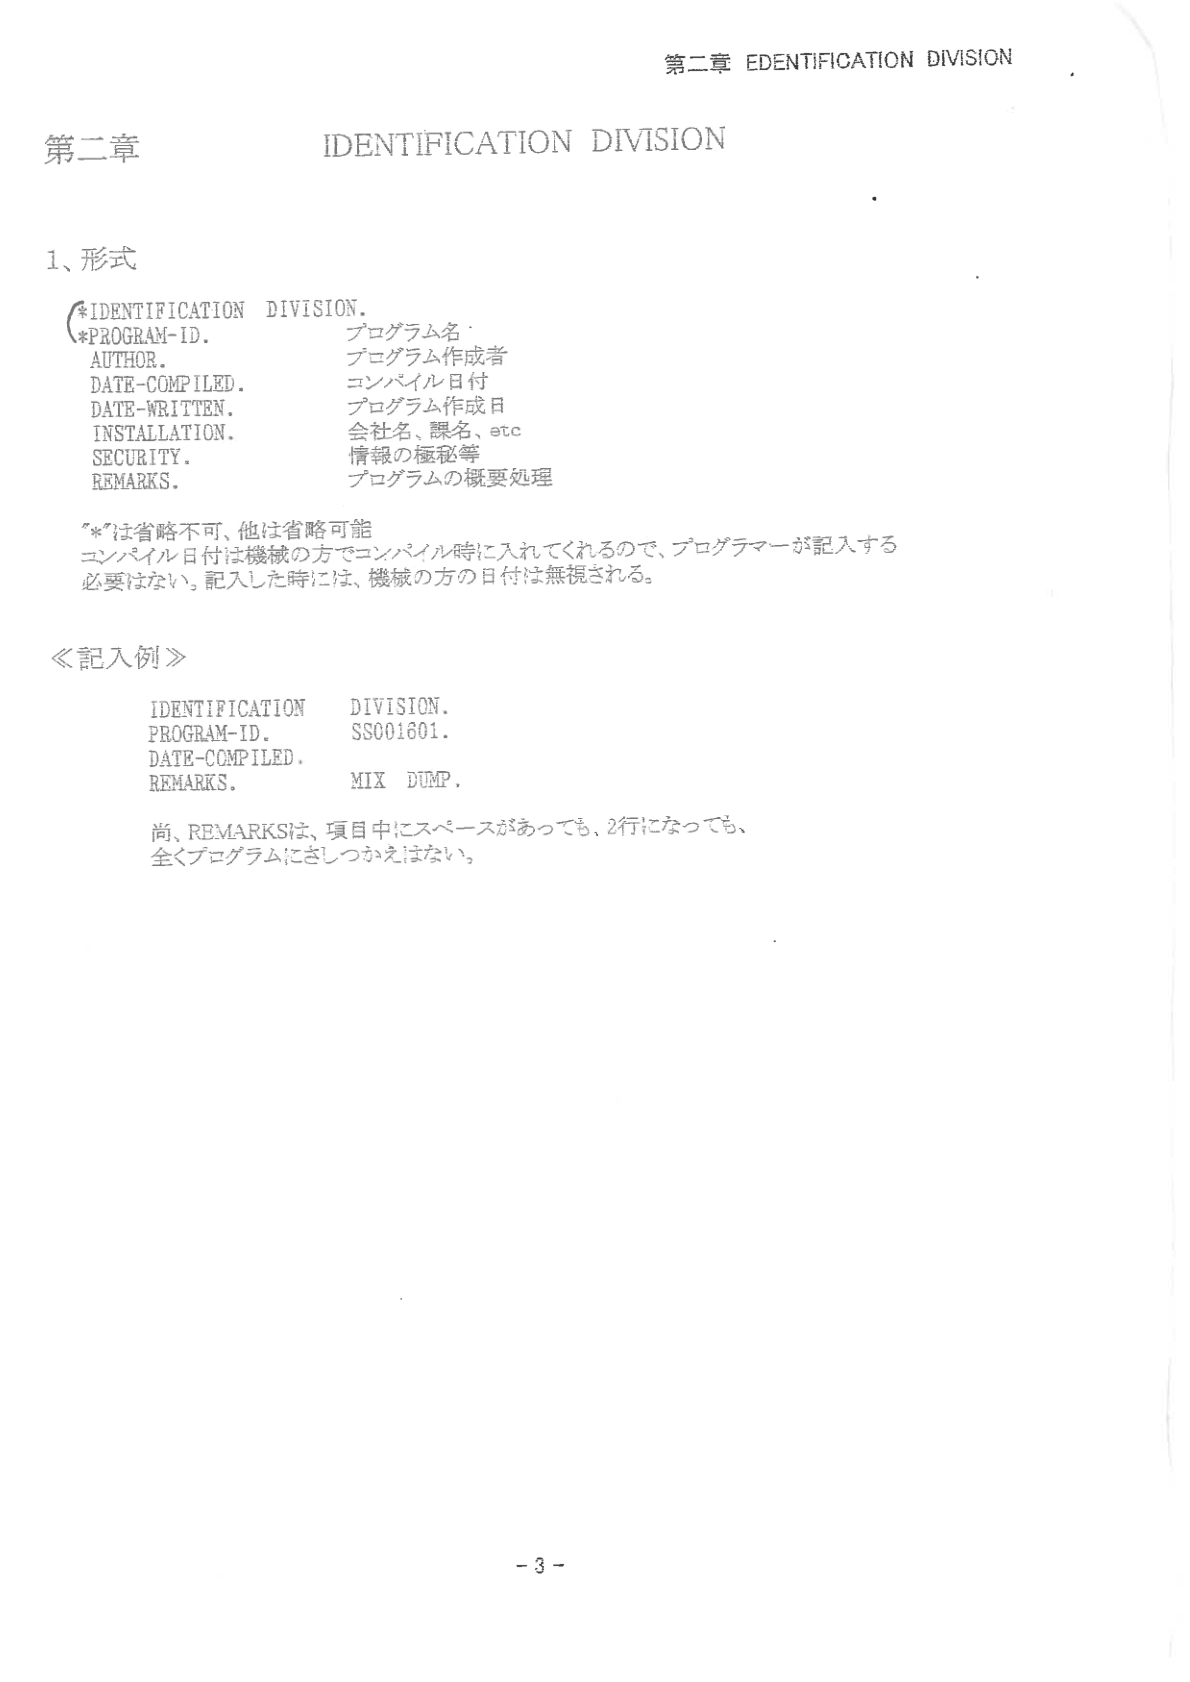 第二章 EDENTIFICATION DIVISION
第二章 IDENTIFICATION DIVISION
1、形式
*IDENTIFICATION DIVISION.
*PROGRAM-ID. プログラム名
AUTHOR. プログラム作成者
DATE-COMPILED. コンパイル日付
DATE-WRITTEN. プログラム作成日
INSTALLATION. 会社名、課名、etc
SECURITY. 情報の極秘等
REMARKS. プログラムの概要処理
"*"は省略不可、他は省略可能
コンパイル日付は機械の方でコンパイル時に入れてくれるので、プログラマーが記入する
必要はない。記入した時には、機械の方の日付は無視される。
≪記入例≫
IDENTIFICATION DIVISION.
PROGRAM-ID. SS001601.
DATE-COMPILED.
REMARKS. MIX DUMP.
尚、REMARKSは、項目中にスペースがあっても、2行になっても、
全くプログラムにさしつかえはない。
- 3 -